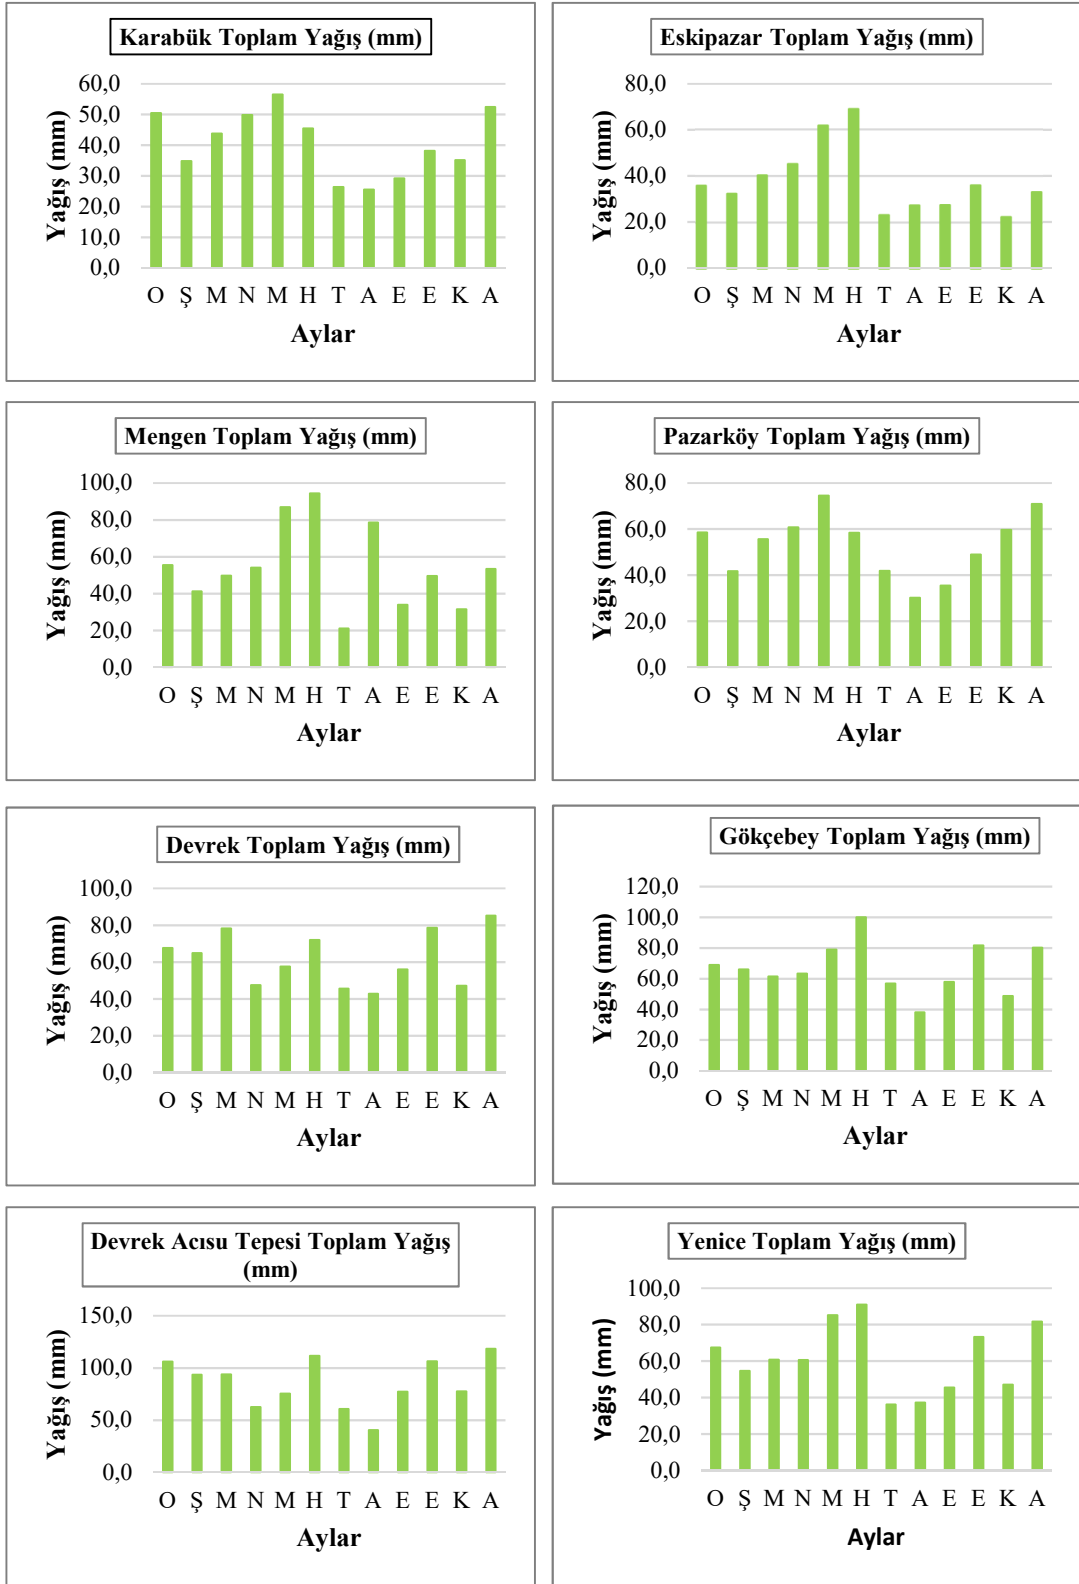 Karabük Toplam Yağış (mm)
Yağış (mm)
60,0
50,0
40,0
30,0
20,0
10,0
0,0
O Ş M N M H T A E E K A
Aylar
Eskipazar Toplam Yağış (mm)
Yağış (mm)
80,0
60,0
40,0
20,0
0,0
O Ş M N M H T A E E K A
Aylar
Mengen Toplam Yağış (mm)
Yağış (mm)
100,0
80,0
60,0
40,0
20,0
0,0
O Ş M N M H T A E E K A
Aylar
Pazarköy Toplam Yağış (mm)
Yağış (mm)
80,0
60,0
40,0
20,0
0,0
O Ş M N M H T A E E K A
Aylar
Devrek Toplam Yağış (mm)
Yağış (mm)
100,0
80,0
60,0
40,0
20,0
0,0
O Ş M N M H T A E E K A
Aylar
Gökçebey Toplam Yağış (mm)
Yağış (mm)
120,0
100,0
80,0
60,0
40,0
20,0
0,0
O Ş M N M H T A E E K A
Aylar
Devrek Acısu Tepesi Toplam Yağış
(mm)
Yağış (mm)
150,0
100,0
50,0
0,0
O Ş M N M H T A E E K A
Aylar
Yenice Toplam Yağış (mm)
Yağış (mm)
100,0
80,0
60,0
40,0
20,0
0,0
O Ş M N M H T A E E K A
Aylar